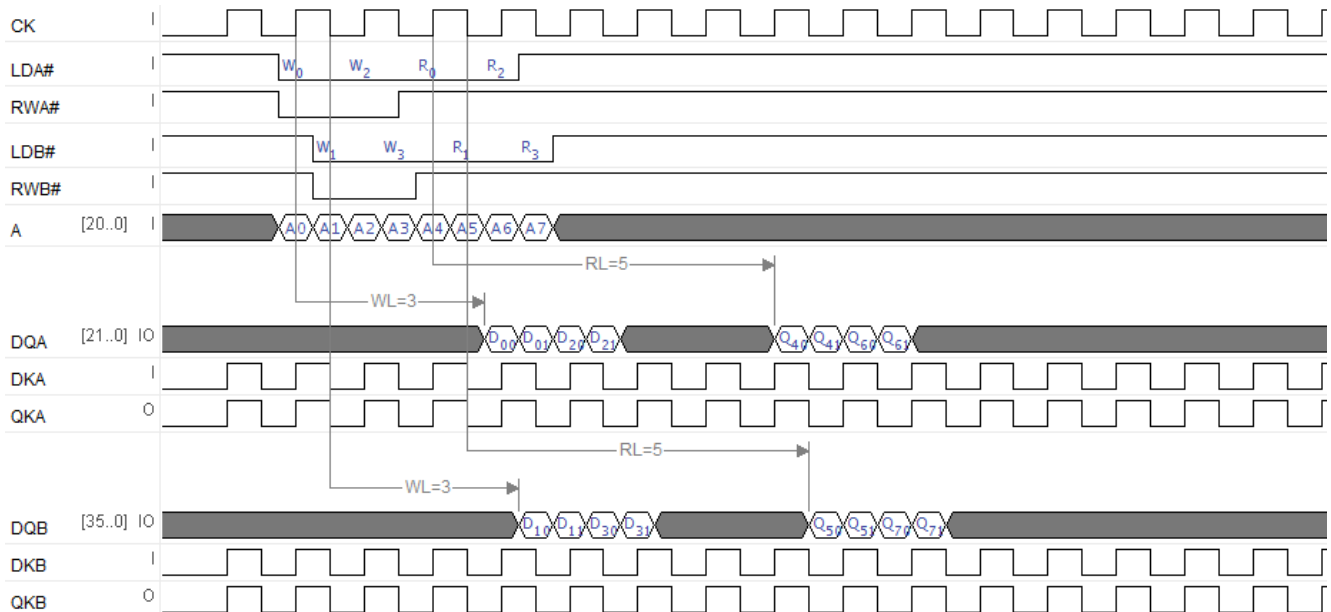 CK I
LDA# I W0 W2 R0 R2
RWA# I
LDB# I W1 W3 R1 R3
RWB# I
A [20..0] I A0 A1 A2 A3 A4 A5 A6 A7
RL=5
WL=3
DQA [21..0] IO D00 D01 D20 D21 Q40 Q41 Q60 Q61
DKA I
QKA O
RL=5
WL=3
DQB [35..0] IO D10 D11 D30 D31 Q50 Q51 Q70 Q71
DKB I
QKB O